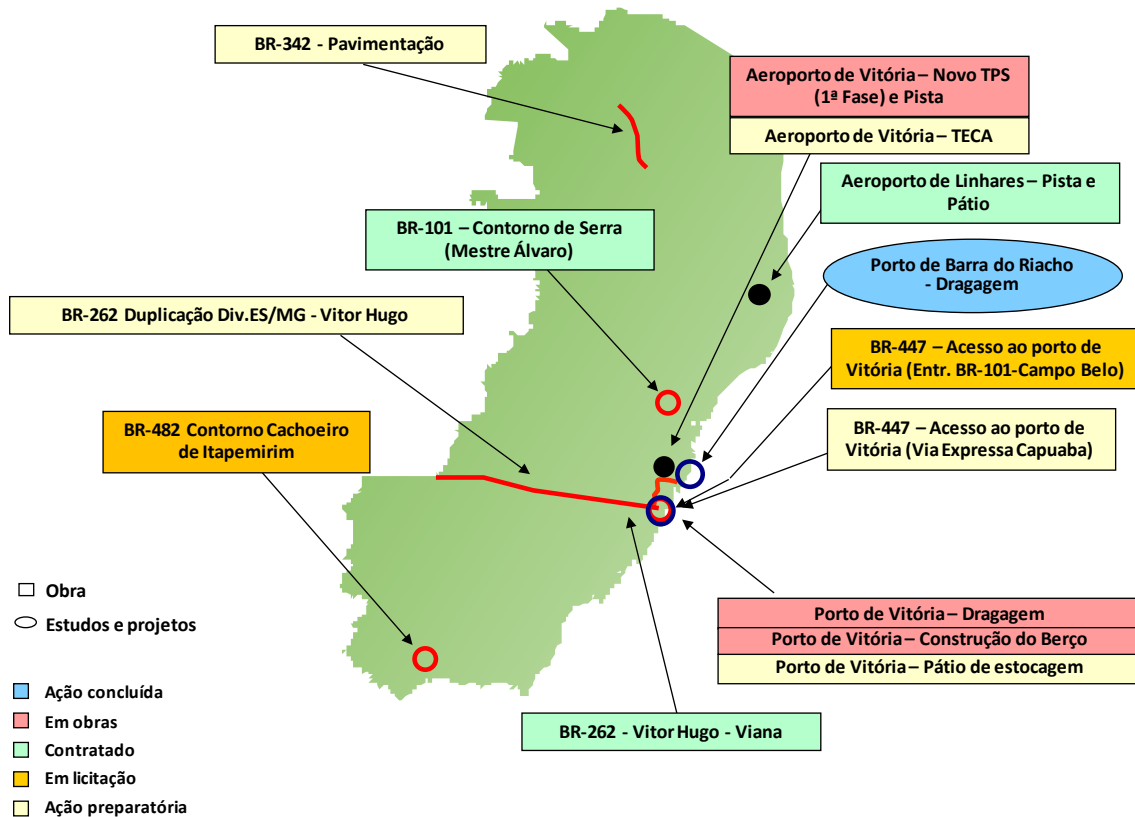 BR-342 - Pavimentação
Aeroporto de Vitória – Novo TPS
(1ª Fase) e Pista
Aeroporto de Vitória – TECA
Aeroporto de Linhares – Pista e
Pátio
BR-101 – Contorno de Serra
(Mestre Álvaro)
Porto de Barra do Riacho
- Dragagem
BR-262 Duplicação Div.ES/MG - Vitor Hugo
BR-447 – Acesso ao porto de
Vitória (Entr. BR-101-Campo Belo)
BR-482 Contorno Cachoeiro
de Itapemirim
BR-447 – Acesso ao porto de
Vitória (Via Expressa Capuaba)
Obra
Estudos e projetos
Porto de Vitória – Dragagem
Porto de Vitória – Construção do Berço
Porto de Vitória – Pátio de estocagem
BR-262 - Vitor Hugo - Viana
Ação concluída
Em obras
Contratado
Em licitação
Ação preparatória